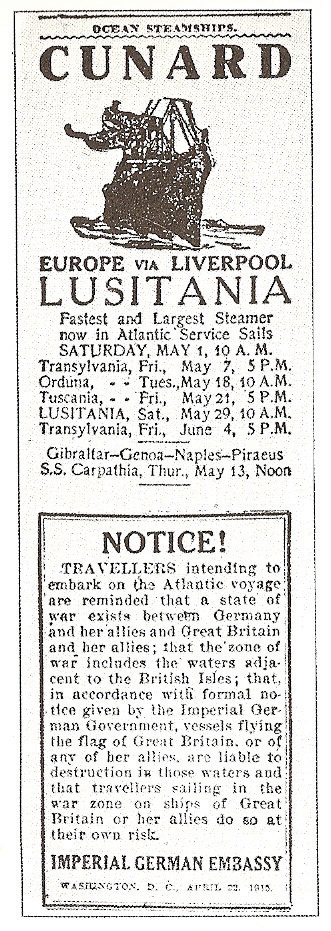 OCEAN STEAMSHIPS.
CUNARD
EUROPE VIA LIVERPOOL
LUSITANIA
Fastest and Largest Steamer
now in Atlantic Service Sails
SATURDAY, MAY 1, 10 A. M.
Transylvania, Fri., May 7, 5 P.M.
Orduna, - - Tues., May 18, 10 A.M.
Tuscania, - - Fri., May 21, 5 P.M.
LUSITANIA, Sat., May 29, 10 A.M.
Transylvania, Fri., June 4, 5 P.M.
Gibraltar–Genoa–Naples–Piraeus
S.S. Carpathia, Thur., May 13, Noon
NOTICE!
TRAVELLERS intending to
embark on the Atlantic voyage
are reminded that a state of
war exists between Germany
and her allies and Great Britain
and her allies; that the zone of
war includes the waters adja-
cent to the British Isles; that,
in accordance with formal no-
tice given by the Imperial Ger-
man Government, vessels flying
the flag of Great Britain, or of
any of her allies, are liable to
destruction in those waters and
that travellers sailing in the
war zone on ships of Great
Britain or her allies do so at
their own risk.
IMPERIAL GERMAN EMBASSY
WASHINGTON, D. C., APRIL 22, 1915.